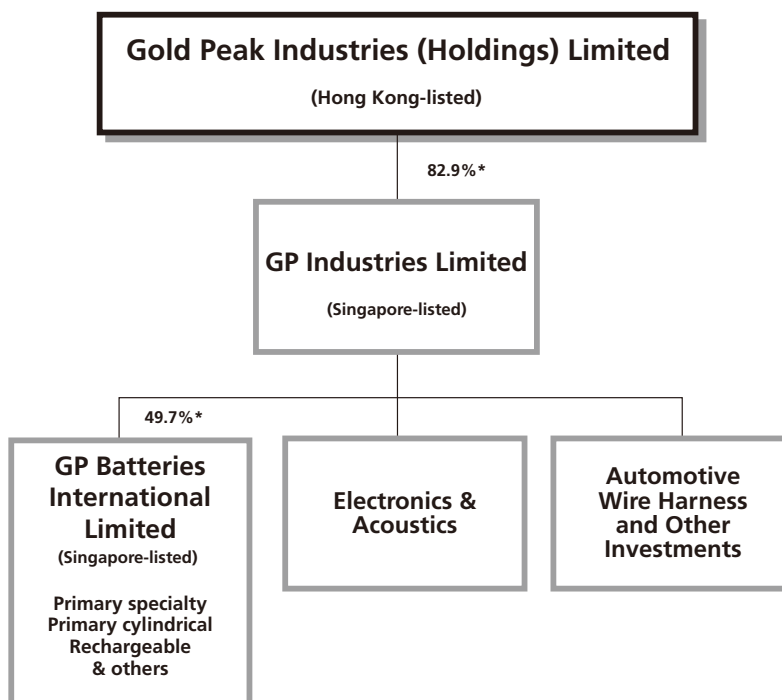 Gold Peak Industries (Holdings) Limited
(Hong Kong-listed)
82.9%*
GP Industries Limited
(Singapore-listed)
49.7%*
GP Batteries
International
Limited
(Singapore-listed)
Primary specialty
Primary cylindrical
Rechargeable
& others
Electronics &
Acoustics
Automotive
Wire Harness
and Other
Investments